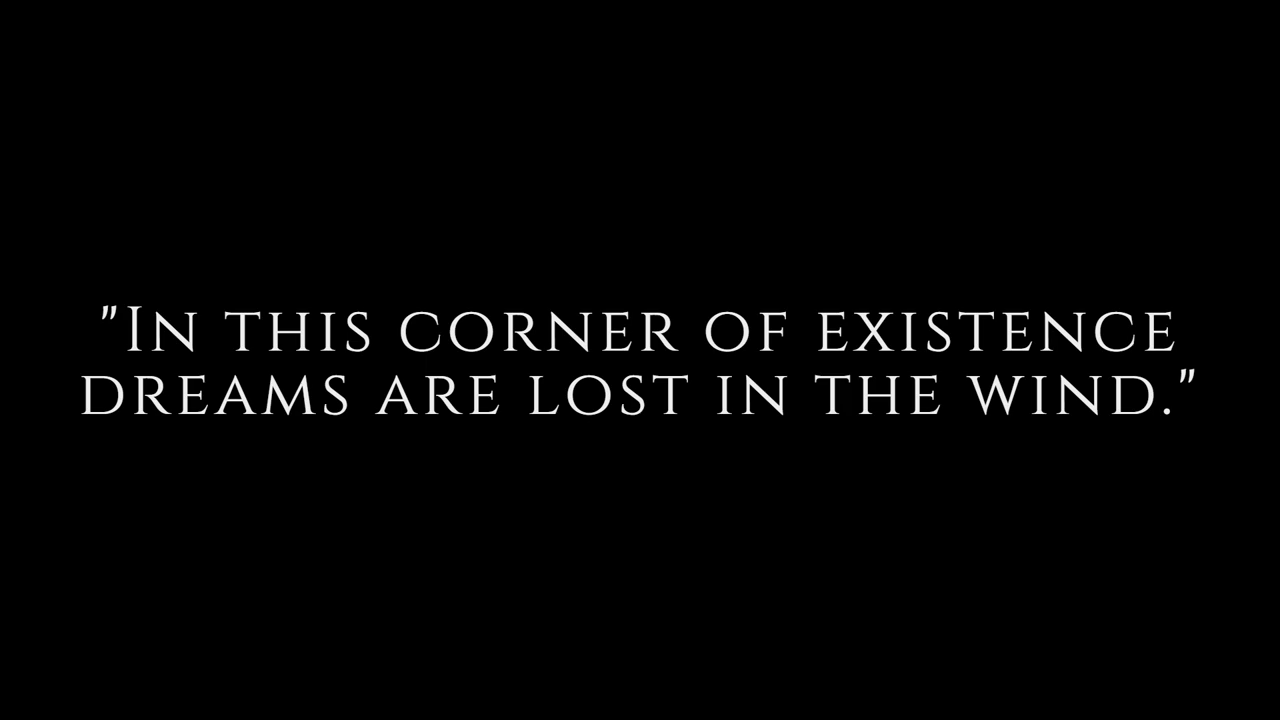 "In this corner of existence
dreams are lost in the wind."